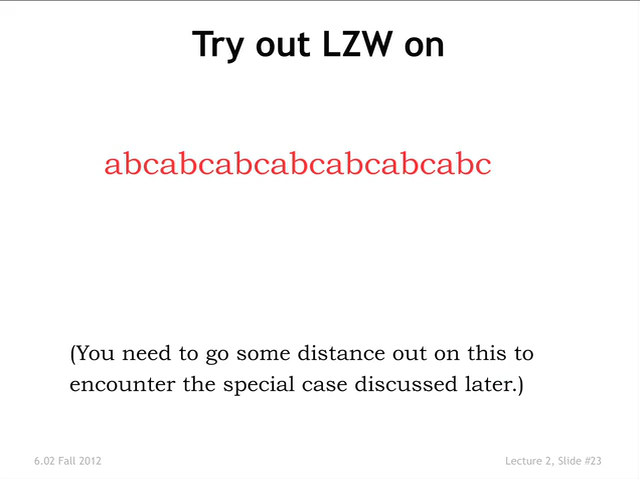 Try out LZW on
abcabcabcabcabcabcabc
(You need to go some distance out on this to
encounter the special case discussed later.)
6.02 Fall 2012
Lecture 2, Slide #23